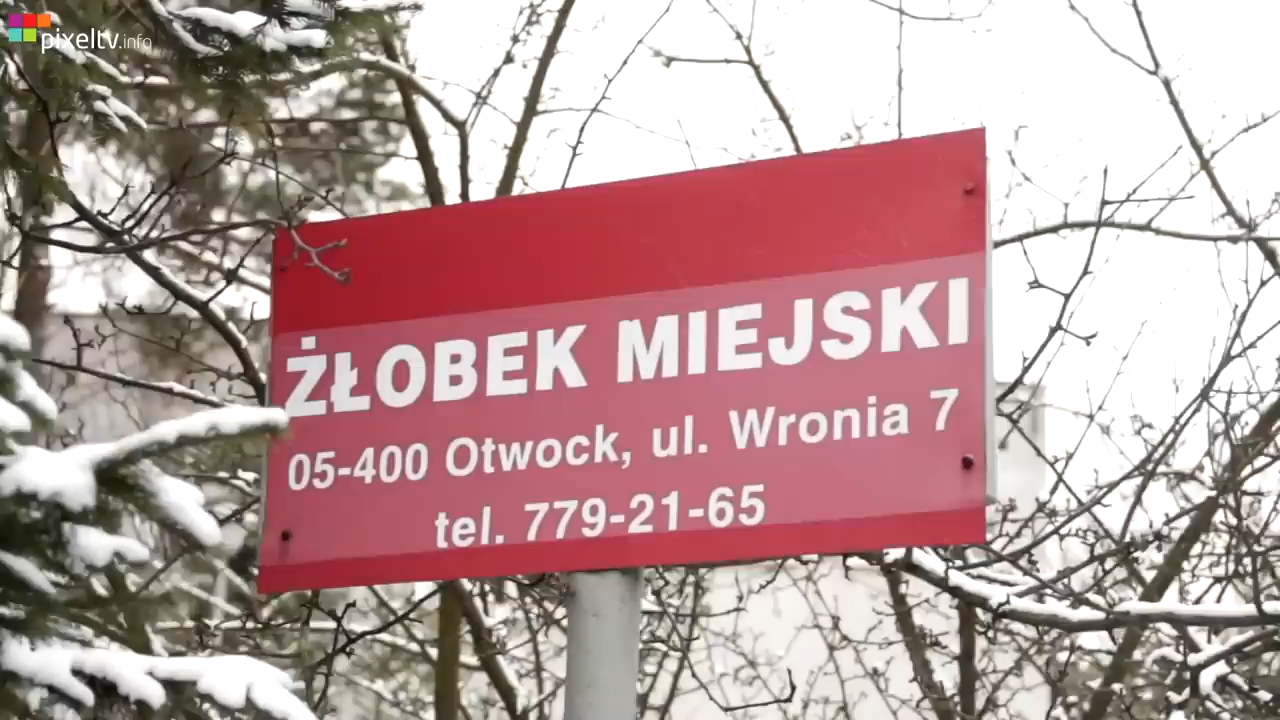 pixeltv.info
ŻŁOBEK MIEJSKI
05-400 Otwock, ul. Wronia 7
tel. 779-21-65